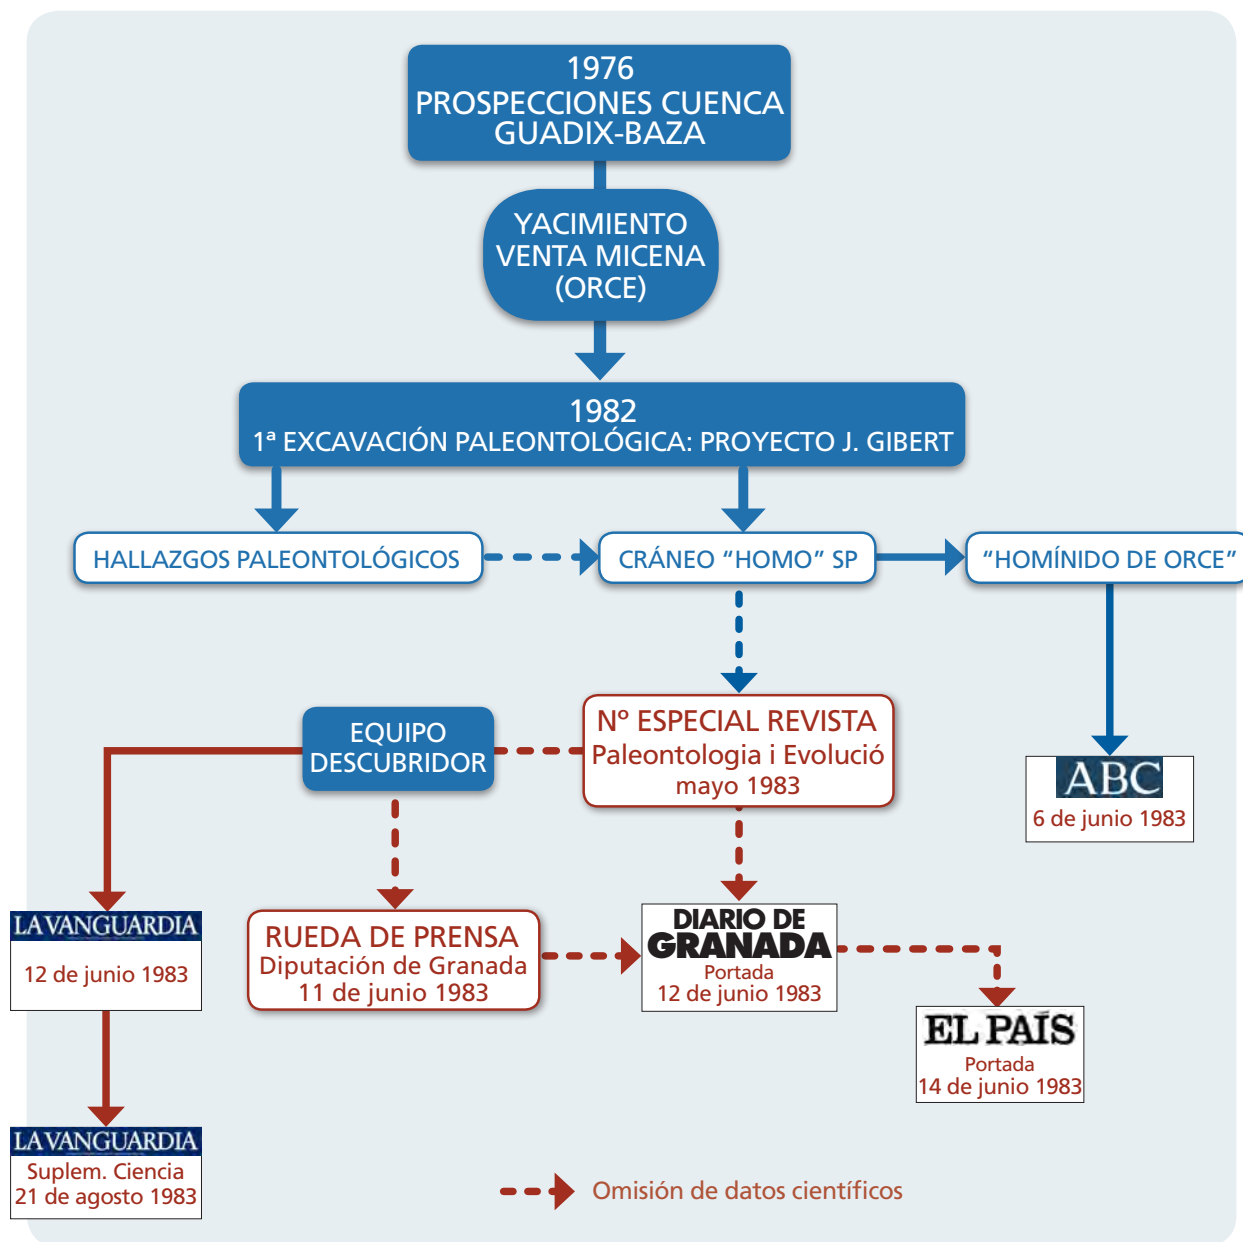 1976
PROSPECCIONES CUENCA
GUADIX-BAZA
YACIMIENTO
VENTA MICENA
(ORCE)
1982
1ª EXCAVACIÓN PALEONTOLÓGICA: PROYECTO J. GIBERT
HALLAZGOS PALEONTOLÓGICOS
CRÁNEO “HOMO” SP
“HOMÍNIDO DE ORCE”
Nº ESPECIAL REVISTA
Paleontologia i Evolució
mayo 1983
EQUIPO
DESCUBRIDOR
ABC
6 de junio 1983
LA VANGUARDIA
12 de junio 1983
RUEDA DE PRENSA
Diputación de Granada
11 de junio 1983
DIARIO DE
GRANADA
Portada
12 de junio 1983
EL PAÍS
Portada
14 de junio 1983
LA VANGUARDIA
Suplem. Ciencia
21 de agosto 1983
Omisión de datos científicos